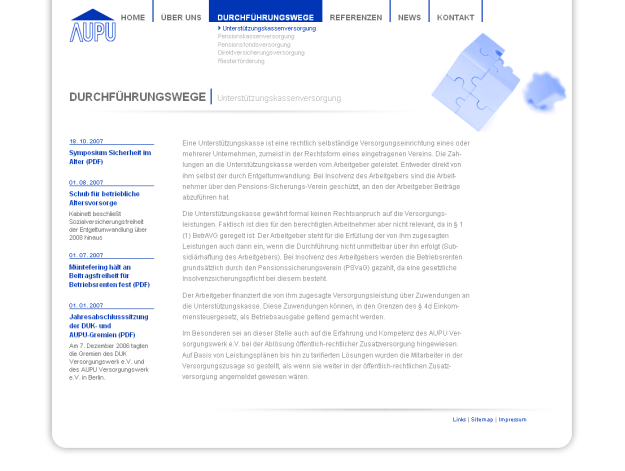 AUPU
HOME
ÜBER UNS
DURCHFÜHRUNGSWEGE
REFERENZEN
NEWS
KONTAKT
Unterstützungskassenversorgung
Pensionskassenversorgung
Pensionsfondsversorgung
Direktversicherungsversorgung
Riesterförderung
DURCHFÜHRUNGSWEGE
Unterstützungskassenversorgung
18. 10. 2007
Symposium Sicherheit im
Alter (PDF)
01. 08. 2007
Schub für betriebliche
Altersvorsorge
Kabinett beschließt
Sozialversicherungsfreiheit
der Entgeltumwandlung über
2008 hinaus
01. 07. 2007
Müntefering hält an
Beitragsfreiheit für
Betriebsrenten fest (PDF)
01. 01. 2007
Jahresabschlusssitzung
der DUK- und
AUPU-Gremien (PDF)
Am 7. Dezember 2006 tagten
die Gremien des DUK
Versorgungswerk e.V. und
des AUPU Versorgungswerk
e.V. in Berlin.
Eine Unterstützungskasse ist eine rechtlich selbständige Versorgungseinrichtung eines oder
mehrerer Unternehmen, zumeist in der Rechtsform eines eingetragenen Vereins. Die Zah-
lungen an die Unterstützungskasse werden vom Arbeitgeber geleistet. Entweder direkt von
ihm selbst der durch Entgeltumwandlung. Bei Insolvenz des Arbeitgebers sind die Arbeit-
nehmer über den Pensions-Sicherungs-Verein geschützt, an den der Arbeitgeber Beiträge
abzuführen hat.
Die Unterstützungskasse gewährt formal keinen Rechtsanspruch auf die Versorgungs-
leistungen. Faktisch ist dies für den berechtigten Arbeitnehmer aber nicht relevant, da in § 1
(1) BetrAVG geregelt ist: Der Arbeitgeber steht für die Erfüllung der von ihm zugesagten
Leistungen auch dann ein, wenn die Durchführung nicht unmittelbar über ihn erfolgt (Sub-
sidiärhaftung des Arbeitgebers). Bei Insolvenz des Arbeitgebers werden die Betriebsrenten
grundsätzlich durch den Pensionssicherungsverein (PSVaG) gezahlt, da eine gesetzliche
Insolvenzsicherungspflicht bei diesem besteht.
Der Arbeitgeber finanziert die von ihm zugesagte Versorgungsleistung über Zuwendungen an
die Unterstützungskasse. Diese Zuwendungen können, in den Grenzen des § 4d Einkom-
mensteuergesetz, als Betriebsausgabe geltend gemacht werden.
Im Besonderen sei an dieser Stelle auch auf die Erfahrung und Kompetenz des AUPU Ver-
sorgungswerk e.V. bei der Ablösung öffentlich-rechtlicher Zusatzversorgung hingewiesen.
Auf Basis von Leistungsplänen bis hin zu tarifierten Lösungen wurden die Mitarbeiter in der
Versorgungszusage so gestellt, als wenn sie weiter in der öffentlich-rechtlichen Zusatz-
versorgung angemeldet gewesen wären.
Links | Sitemap | Impressum